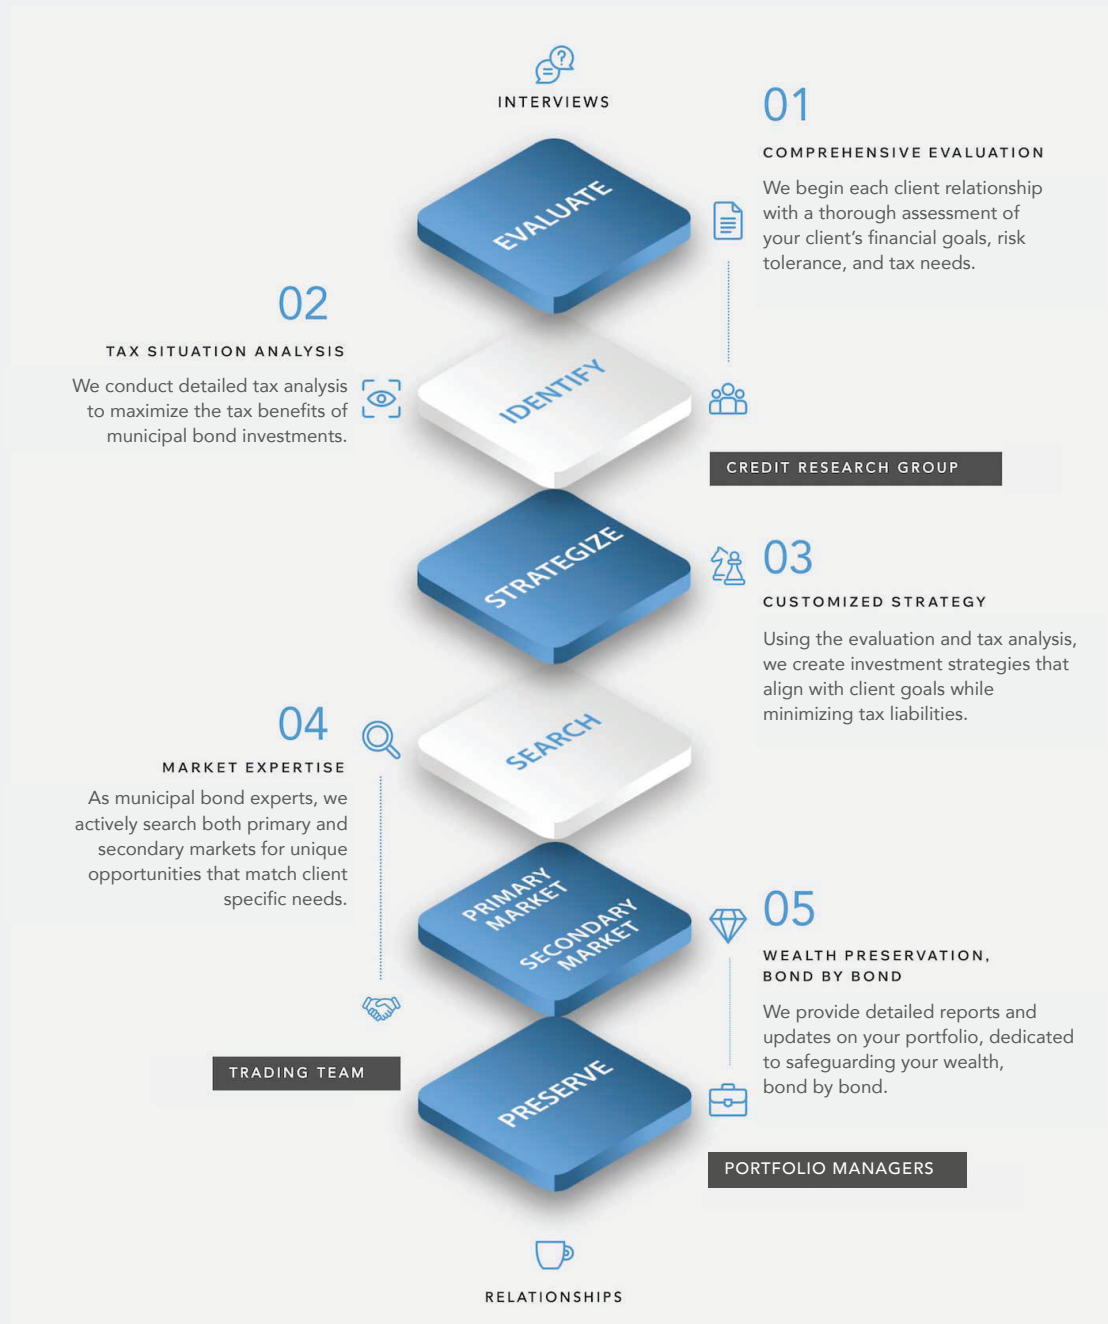 INTERVIEWS
01
COMPREHENSIVE EVALUATION
We begin each client relationship
with a thorough assessment of
your client’s financial goals, risk
tolerance, and tax needs.
EVALUATE
02
TAX SITUATION ANALYSIS
We conduct detailed tax analysis
to maximize the tax benefits of
municipal bond investments.
IDENTIFY
CREDIT RESEARCH GROUP
STRATEGIZE
03
CUSTOMIZED STRATEGY
Using the evaluation and tax analysis,
we create investment strategies that
align with client goals while
minimizing tax liabilities.
04
MARKET EXPERTISE
As municipal bond experts, we
actively search both primary and
secondary markets for unique
opportunities that match client
specific needs.
SEARCH
PRIMARY
MARKET
SECONDARY
MARKET
05
WEALTH PRESERVATION,
BOND BY BOND
We provide detailed reports and
updates on your portfolio, dedicated
to safeguarding your wealth,
bond by bond.
TRADING TEAM
PRESERVE
PORTFOLIO MANAGERS
RELATIONSHIPS